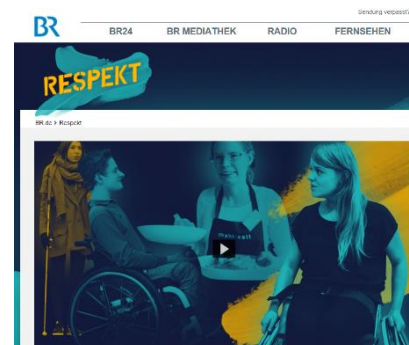 Sendung verpasst?
BR
BR24 BR MEDIATHEK RADIO FERNSEHEN
RESPEKT
BR.de > Respekt